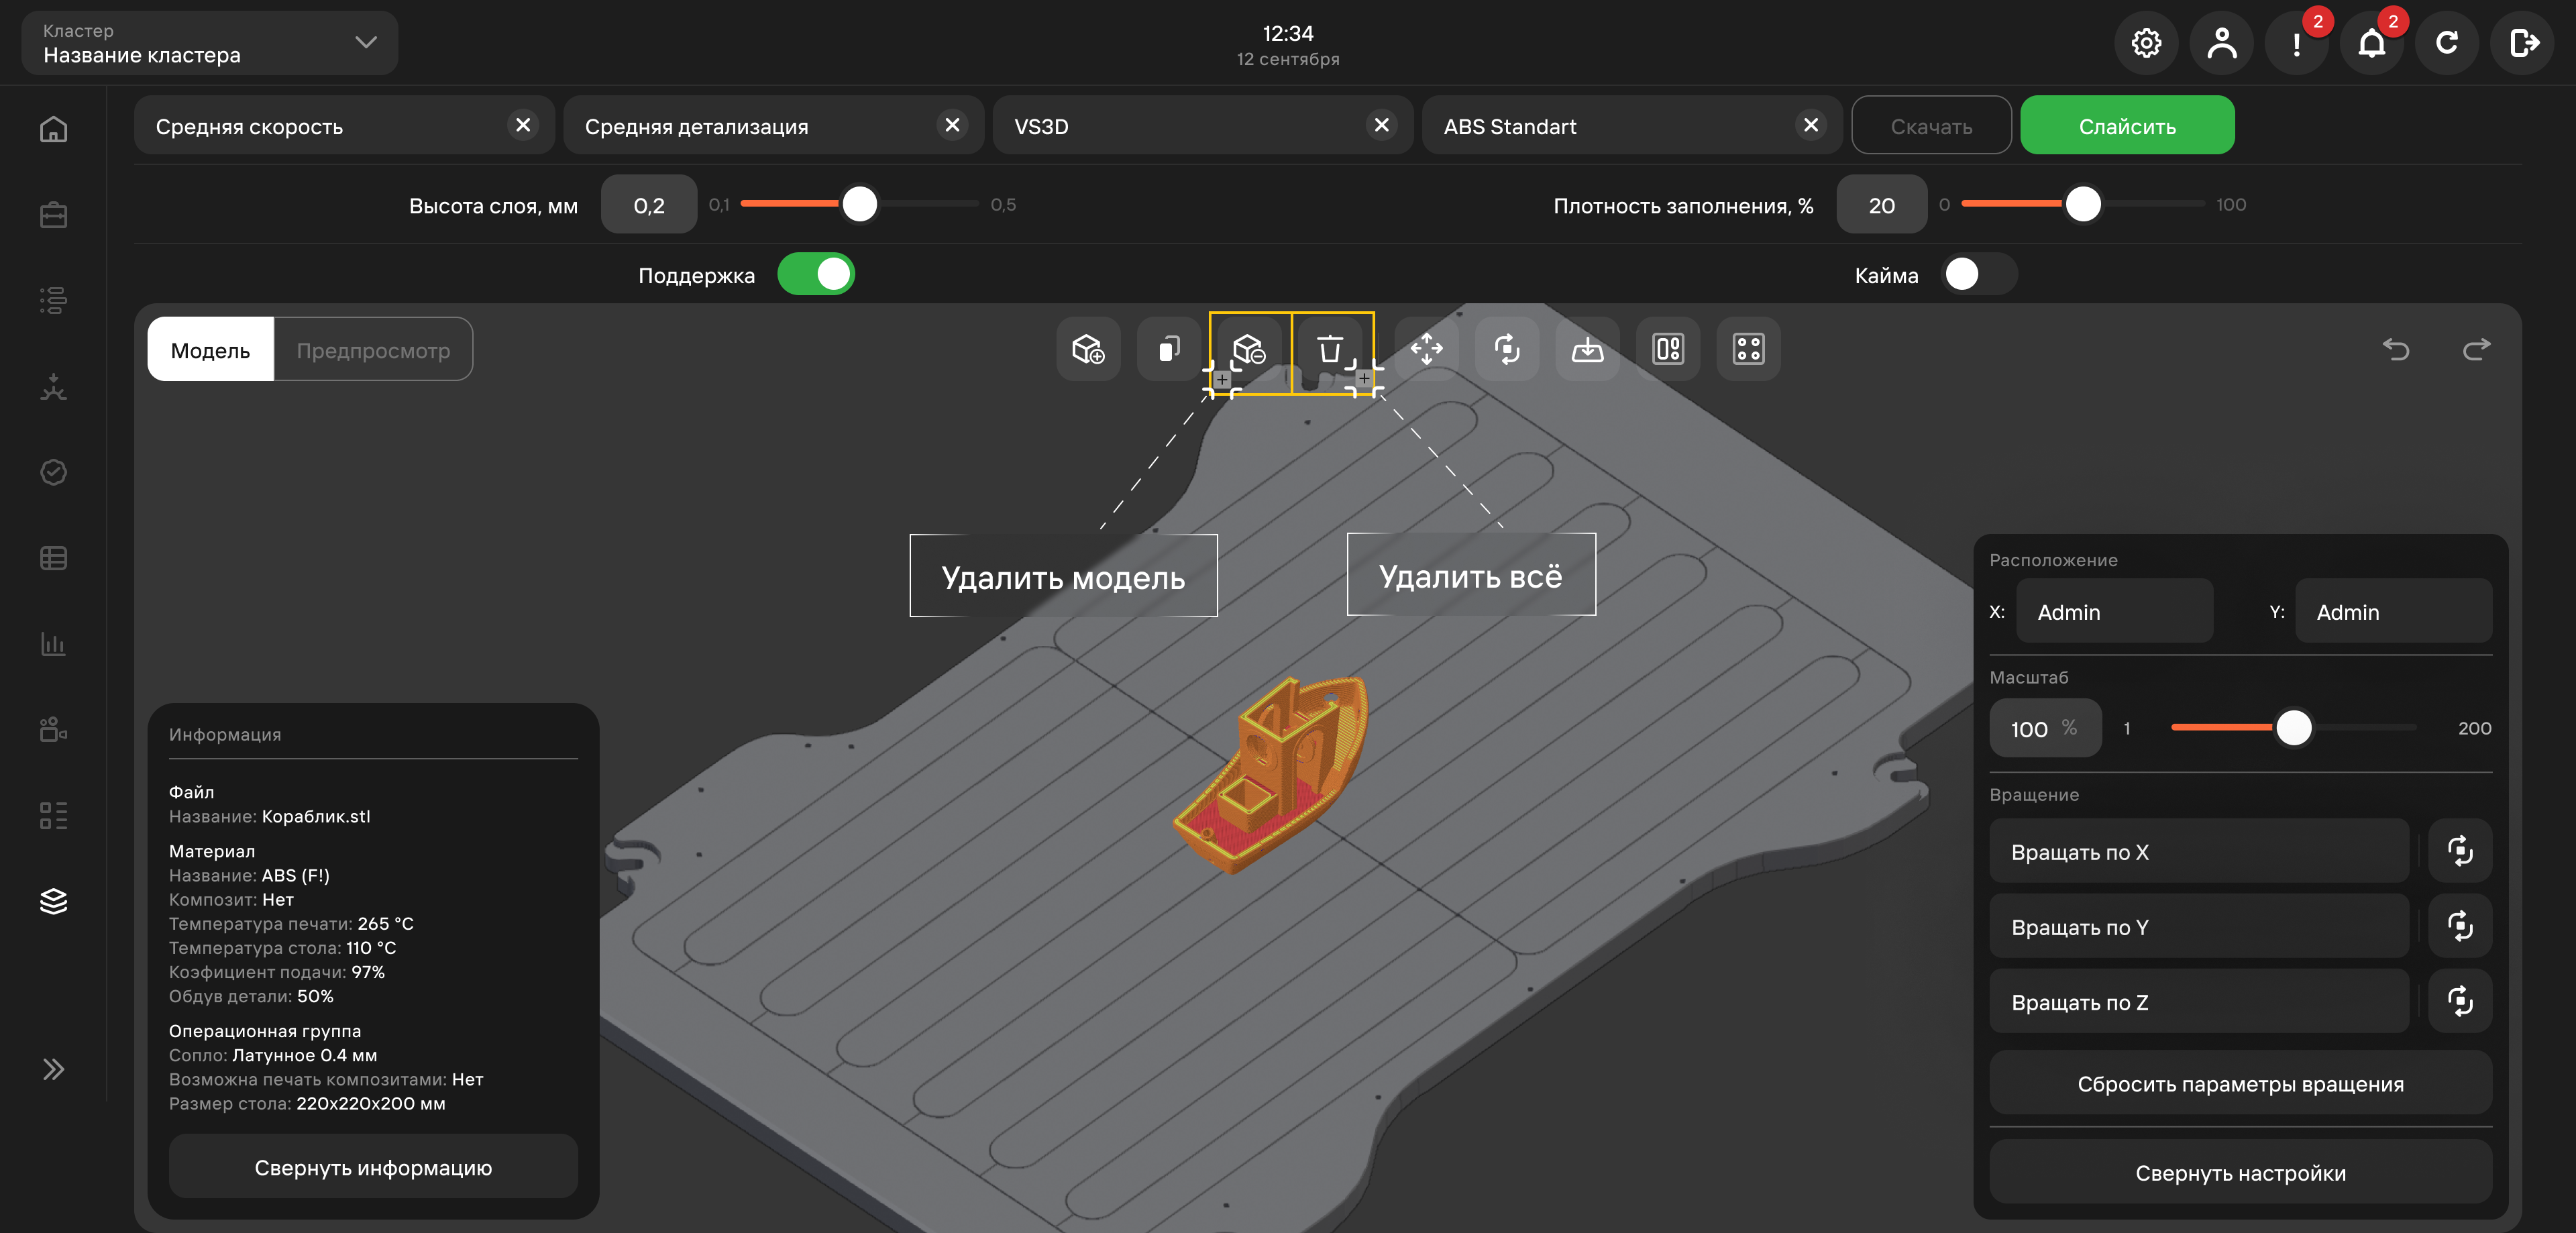 Кластер
Название кластера
12:34
12 сентября
2
2
Средняя скорость
Средняя детализация
VS3D
ABS Standart
Скачать
Слайсить
Высота слоя, мм
0,2
0,1
0,5
Плотность заполнения, %
20
0
100
Поддержка
Кайма
Модель
Предпросмотр
Удалить модель
Удалить всё
Информация
Файл
Название: Кораблик.stl
Материал
Название: ABS (F!)
Композит: Нет
Температура печати: 265 °C
Температура стола: 110 °C
Коэфициент подачи: 97%
Обдув детали: 50%
Операционная группа
Сопло: Латунное 0.4 мм
Возможна печать композитами: Нет
Размер стола: 220x220x200 мм
Свернуть информацию
Расположение
X: Admin
Y: Admin
Масштаб
100 %
1
200
Вращение
Вращать по X
Вращать по Y
Вращать по Z
Сбросить параметры вращения
Свернуть настройки